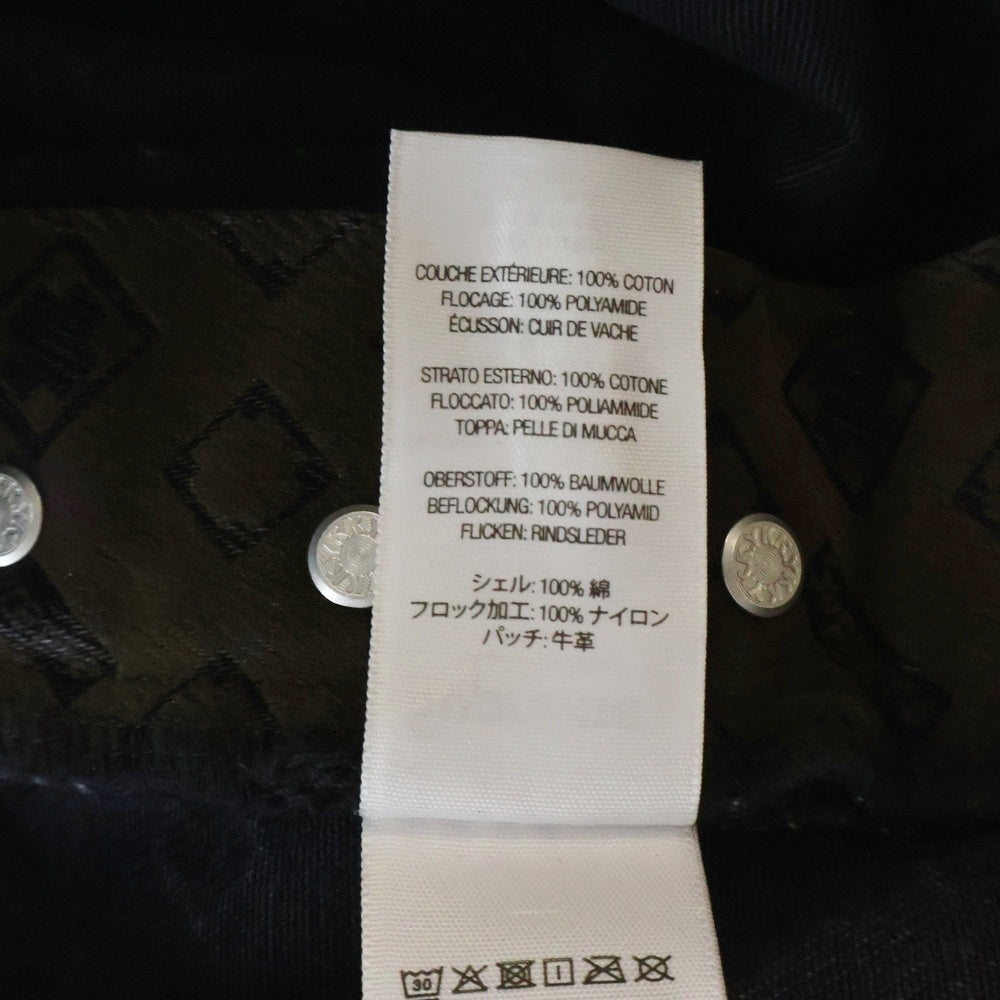 COUCHE EXTÉRIEURE: 100% COTON
FLOCAGE: 100% POLYAMIDE
ÉCUSSON: CUIR DE VACHE
STRATO ESTERNO: 100% COTONE
FLOCCATO: 100% POLIAMMIDE
TOPPA: PELLE DI MUCCA
OBERSTOFF: 100% BAUMWOLLE
BEFLOCKUNG: 100% POLYAMID
FLICKEN: RINDSLEDER
シェル: 100% 綿
フロック加工: 100% ナイロン
パッチ: 牛革
30